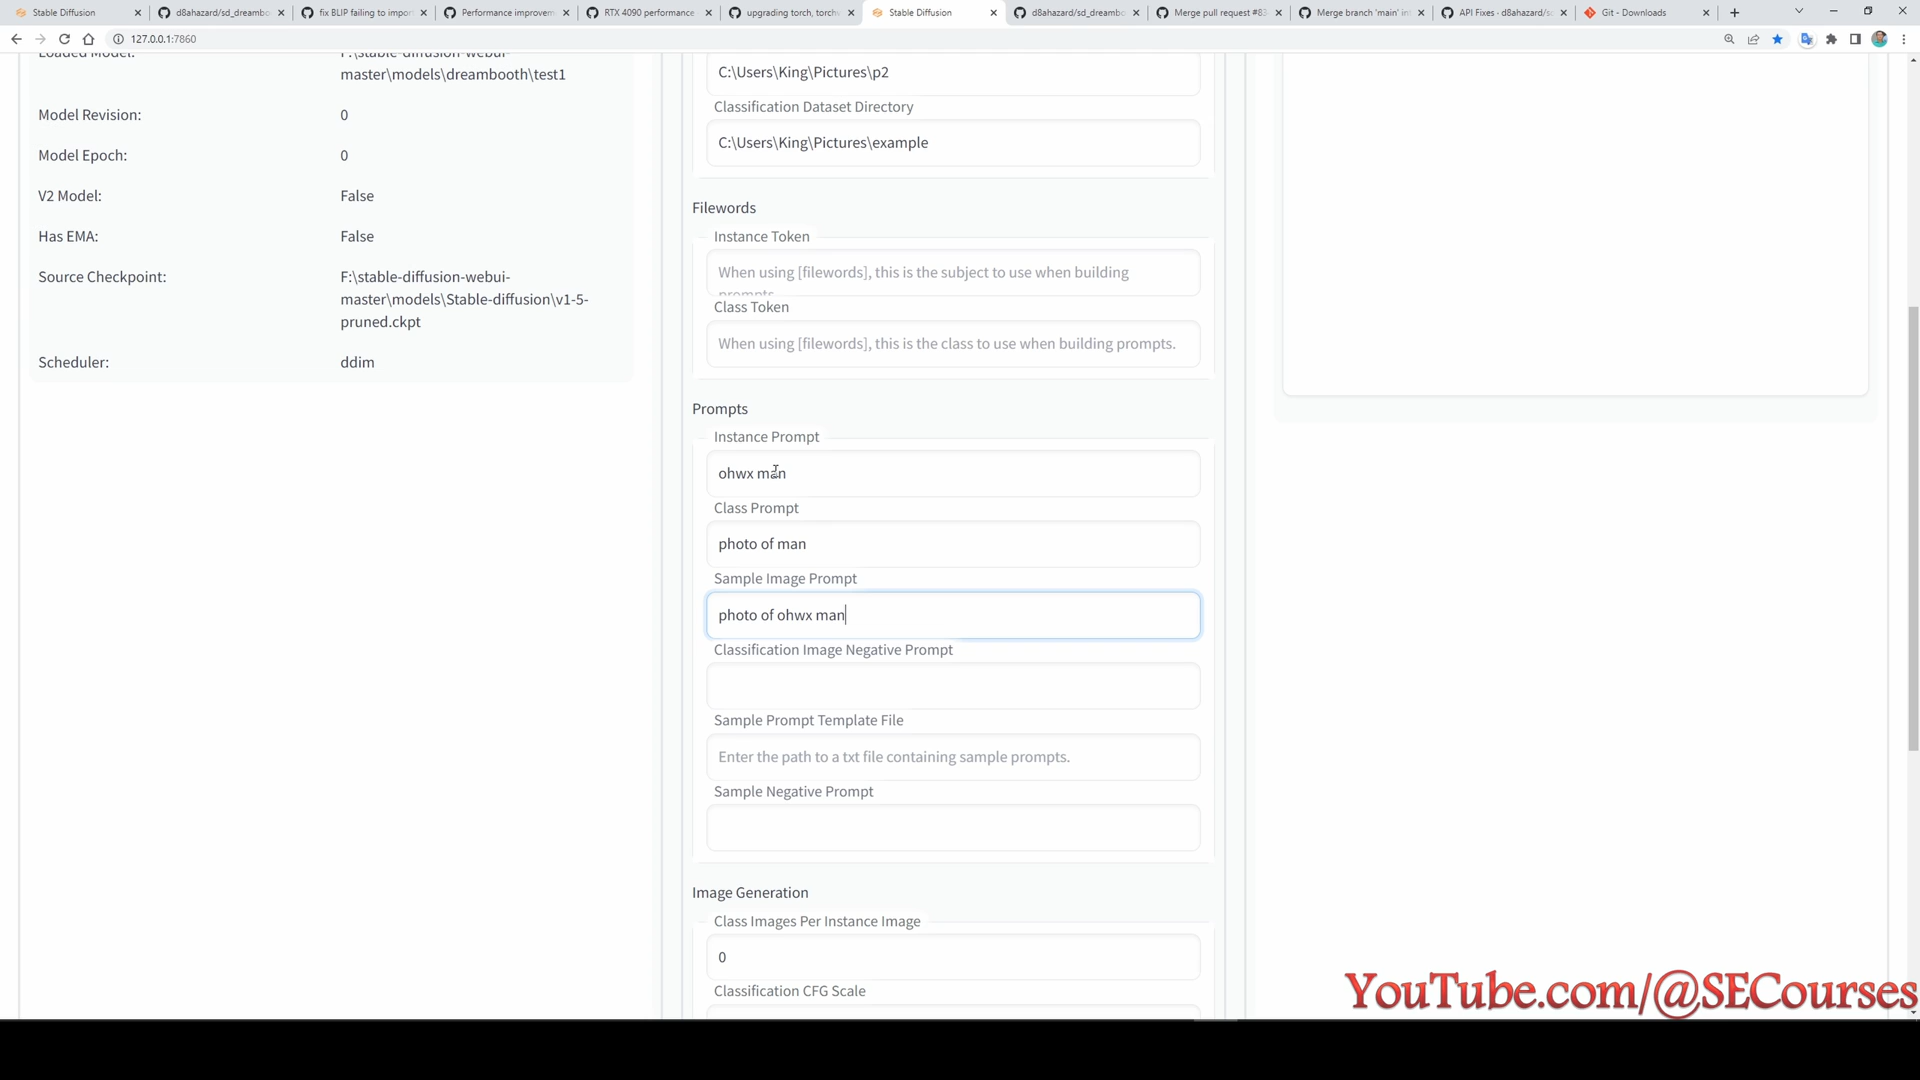 Stable Diffusion
d8ahazard/sd_dreambo
fix BLIP failing to impor
Performance improvem
RTX 4090 performance
upgrading torch, torchv
Stable Diffusion
d8ahazard/sd_dreamb
Merge pull request #83
Merge branch 'main' in
API Fixes - d8ahazard/s
Git - Downloads
127.0.0.1:7860
Loaded Model:
F:\stable-diffusion-webui-
master\models\dreambooth\test1
Model Revision:
0
Model Epoch:
0
V2 Model:
False
Has EMA:
False
Source Checkpoint:
F:\stable-diffusion-webui-
master\models\Stable-diffusion\v1-5-
pruned.ckpt
Scheduler:
ddim
C:\Users\King\Pictures\p2
Classification Dataset Directory
C:\Users\King\Pictures\example
Filewords
Instance Token
When using [filewords], this is the subject to use when building
prompts.
Class Token
When using [filewords], this is the class to use when building prompts.
Prompts
Instance Prompt
ohwx man
Class Prompt
photo of man
Sample Image Prompt
photo of ohwx man
Classification Image Negative Prompt
Sample Prompt Template File
Enter the path to a txt file containing sample prompts.
Sample Negative Prompt
Image Generation
Class Images Per Instance Image
0
Classification CFG Scale
YouTube.com/@SECourses